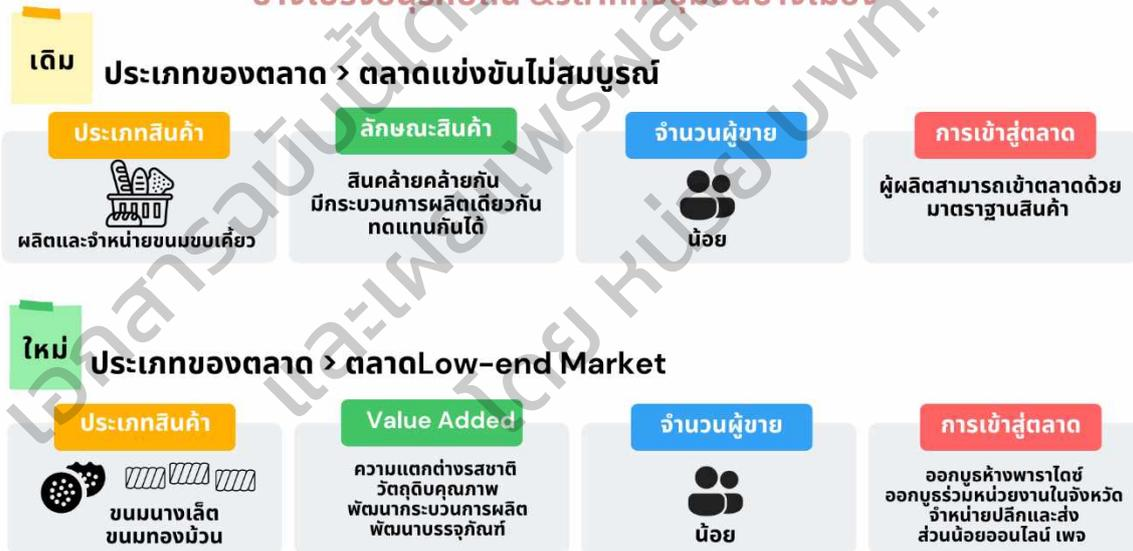 เดิม
ประเภทของตลาด > ตลาดแข่งขันไม่สมบูรณ์
ประเภทสินค้า
ผลิตและจำหน่ายขนมขบเคี้ยว
ลักษณะสินค้า
สินคล้ายคล้ายกัน
มีกระบวนการผลิตเดียวกัน
ทดแทนกันได้
จำนวนผู้ขาย
น้อย
การเข้าสู่ตลาด
ผู้ผลิตสามารถเข้าตลาดด้วย
มาตราฐานสินค้า
ใหม่
ประเภทของตลาด > ตลาดLow-end Market
ประเภทสินค้า
ขนมนางเล็ต
ขนมทองม้วน
Value Added
ความแตกต่างรสชาติ
วัตถุดิบคุณภาพ
พัฒนากระบวนการผลิต
พัฒนาบรรจุภัณฑ์
จำนวนผู้ขาย
น้อย
การเข้าสู่ตลาด
ออกบูธห้างพาราไดซ์
ออกบูธร่วมหน่วยงานในจังหวัด
จำหน่ายปลีกและส่ง
ส่วนน้อยออนไลน์ เพจ